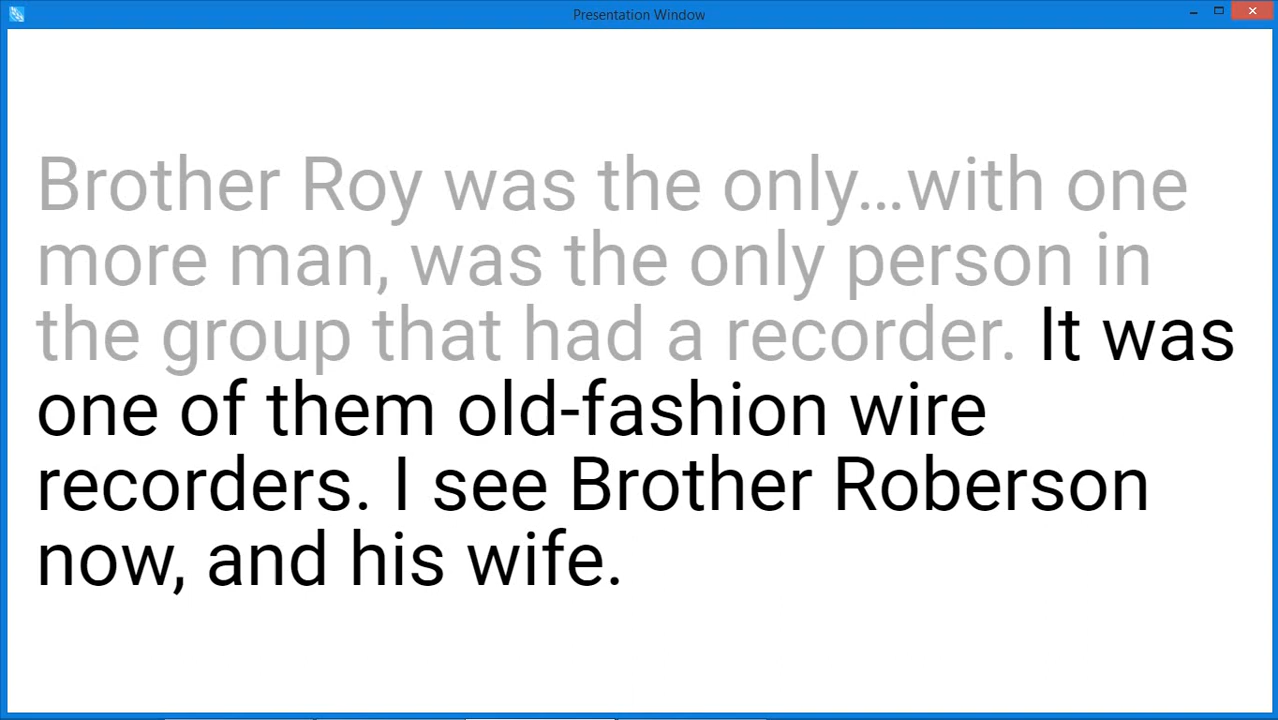 Presentation Window
Brother Roy was the only…with one
more man, was the only person in
the group that had a recorder. It was
one of them old-fashion wire
recorders. I see Brother Roberson
now, and his wife.